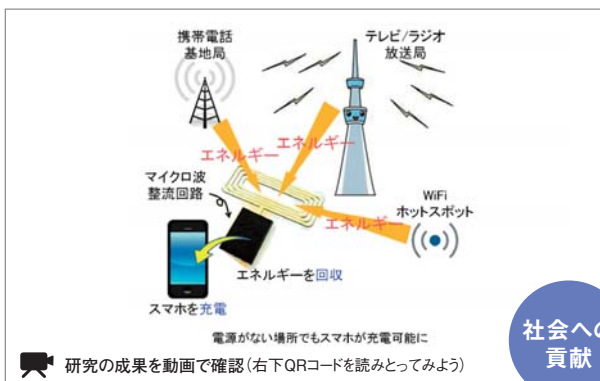 携帯電話
基地局
テレビ/ラジオ
放送局
エネルギー
エネルギー
マイクロ波
整流回路
エネルギー
WiFi
ホットスポット
エネルギーを回収
スマホを充電
電源がない場所でもスマホが充電可能に
研究の成果を動画で確認(右下QRコードを読みとってみよう)
社会への
貢献